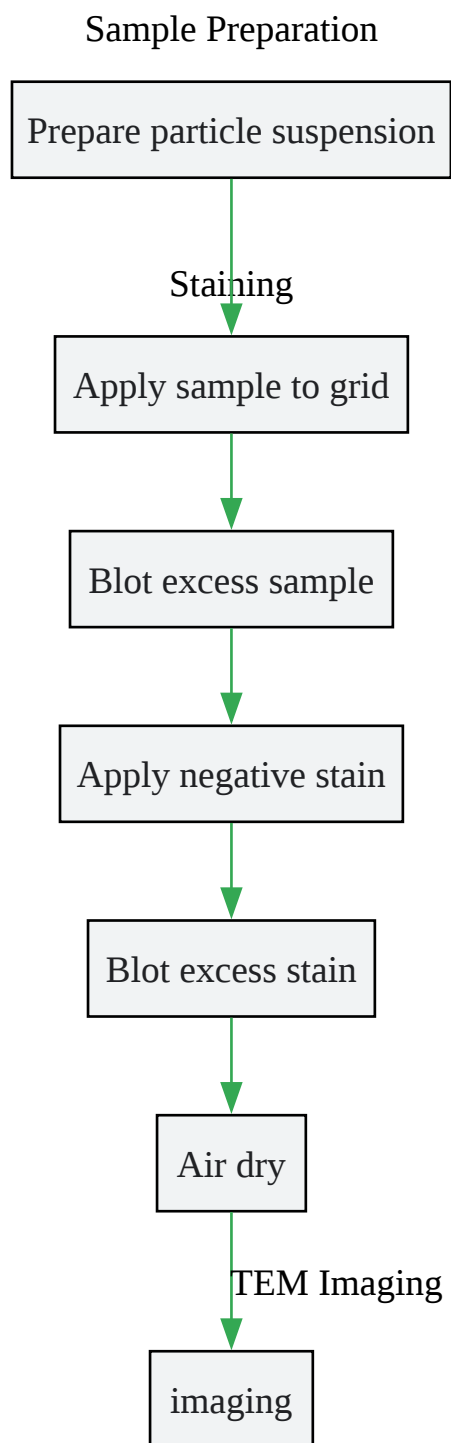 Sample Preparation
Prepare particle suspension
Staining
Apply sample to grid
Blot excess sample
Apply negative stain
Blot excess stain
Air dry
TEM Imaging
imaging